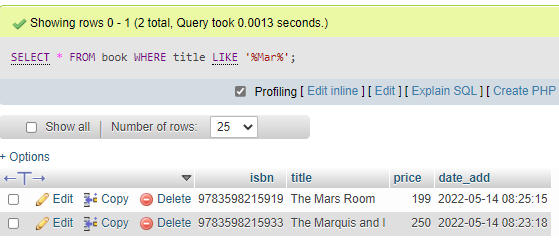 Showing rows 0 - 1 (2 total, Query took 0.0013 seconds.)
SELECT * FROM book WHERE title LIKE '%Mar%';
Profiling [ Edit inline ] [ Edit ] [ Explain SQL ] [ Create PHP
Show all | Number of rows: 25
+ Options
←T→ isbn title price date_add
Edit Copy Delete 9783598215919 The Mars Room 199 2022-05-14 08:25:15
Edit Copy Delete 9783598215933 The Marquis and I 250 2022-05-14 08:23:18